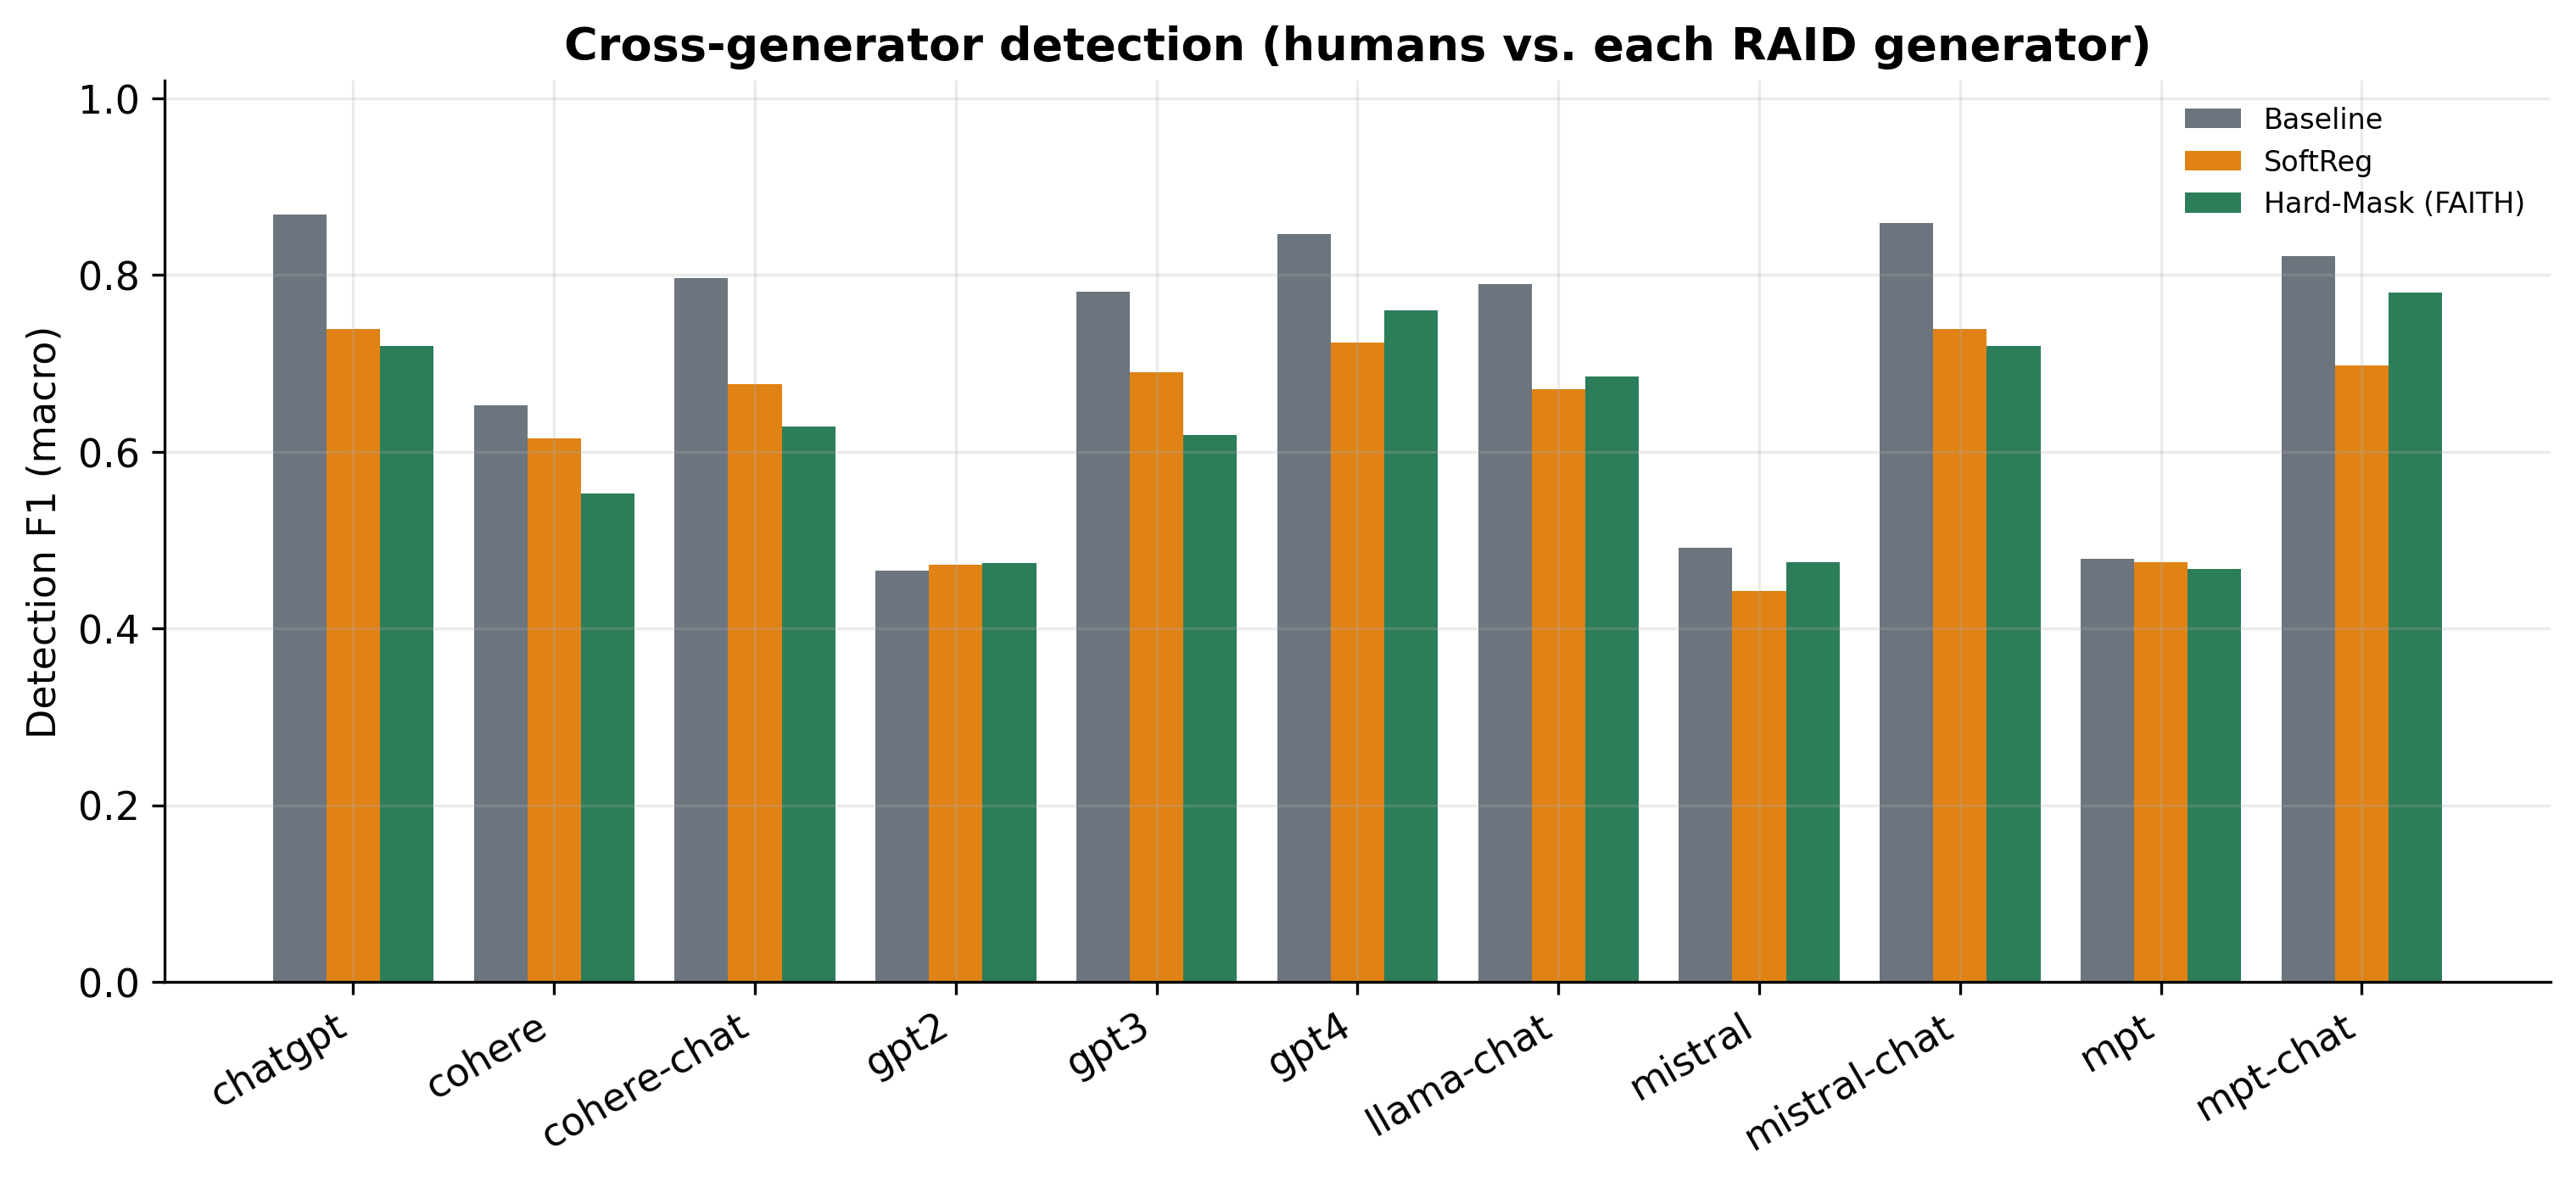 Cross-generator detection (humans vs. each RAID generator)
Detection F1 (macro)
1.0
0.8
0.6
0.4
0.2
0.0
Baseline
SoftReg
Hard-Mask (FAITH)
chatgpt
cohere
cohere-chat
gpt2
gpt3
gpt4
llama-chat
mistral
mistral-chat
mpt
mpt-chat